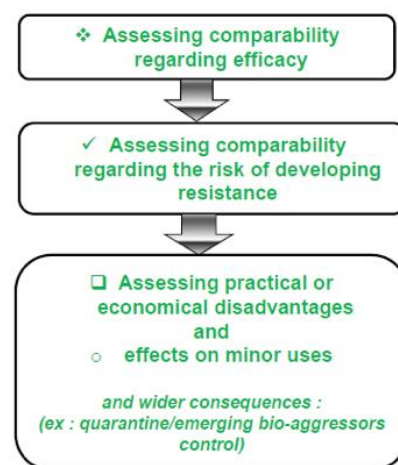 ❖ Assessing comparability
regarding efficacy
✓ Assessing comparability
regarding the risk of developing
resistance
❑ Assessing practical or
economical disadvantages
and
○ effects on minor uses
and wider consequences :
(ex : quarantine/emerging bio-aggressors
control)